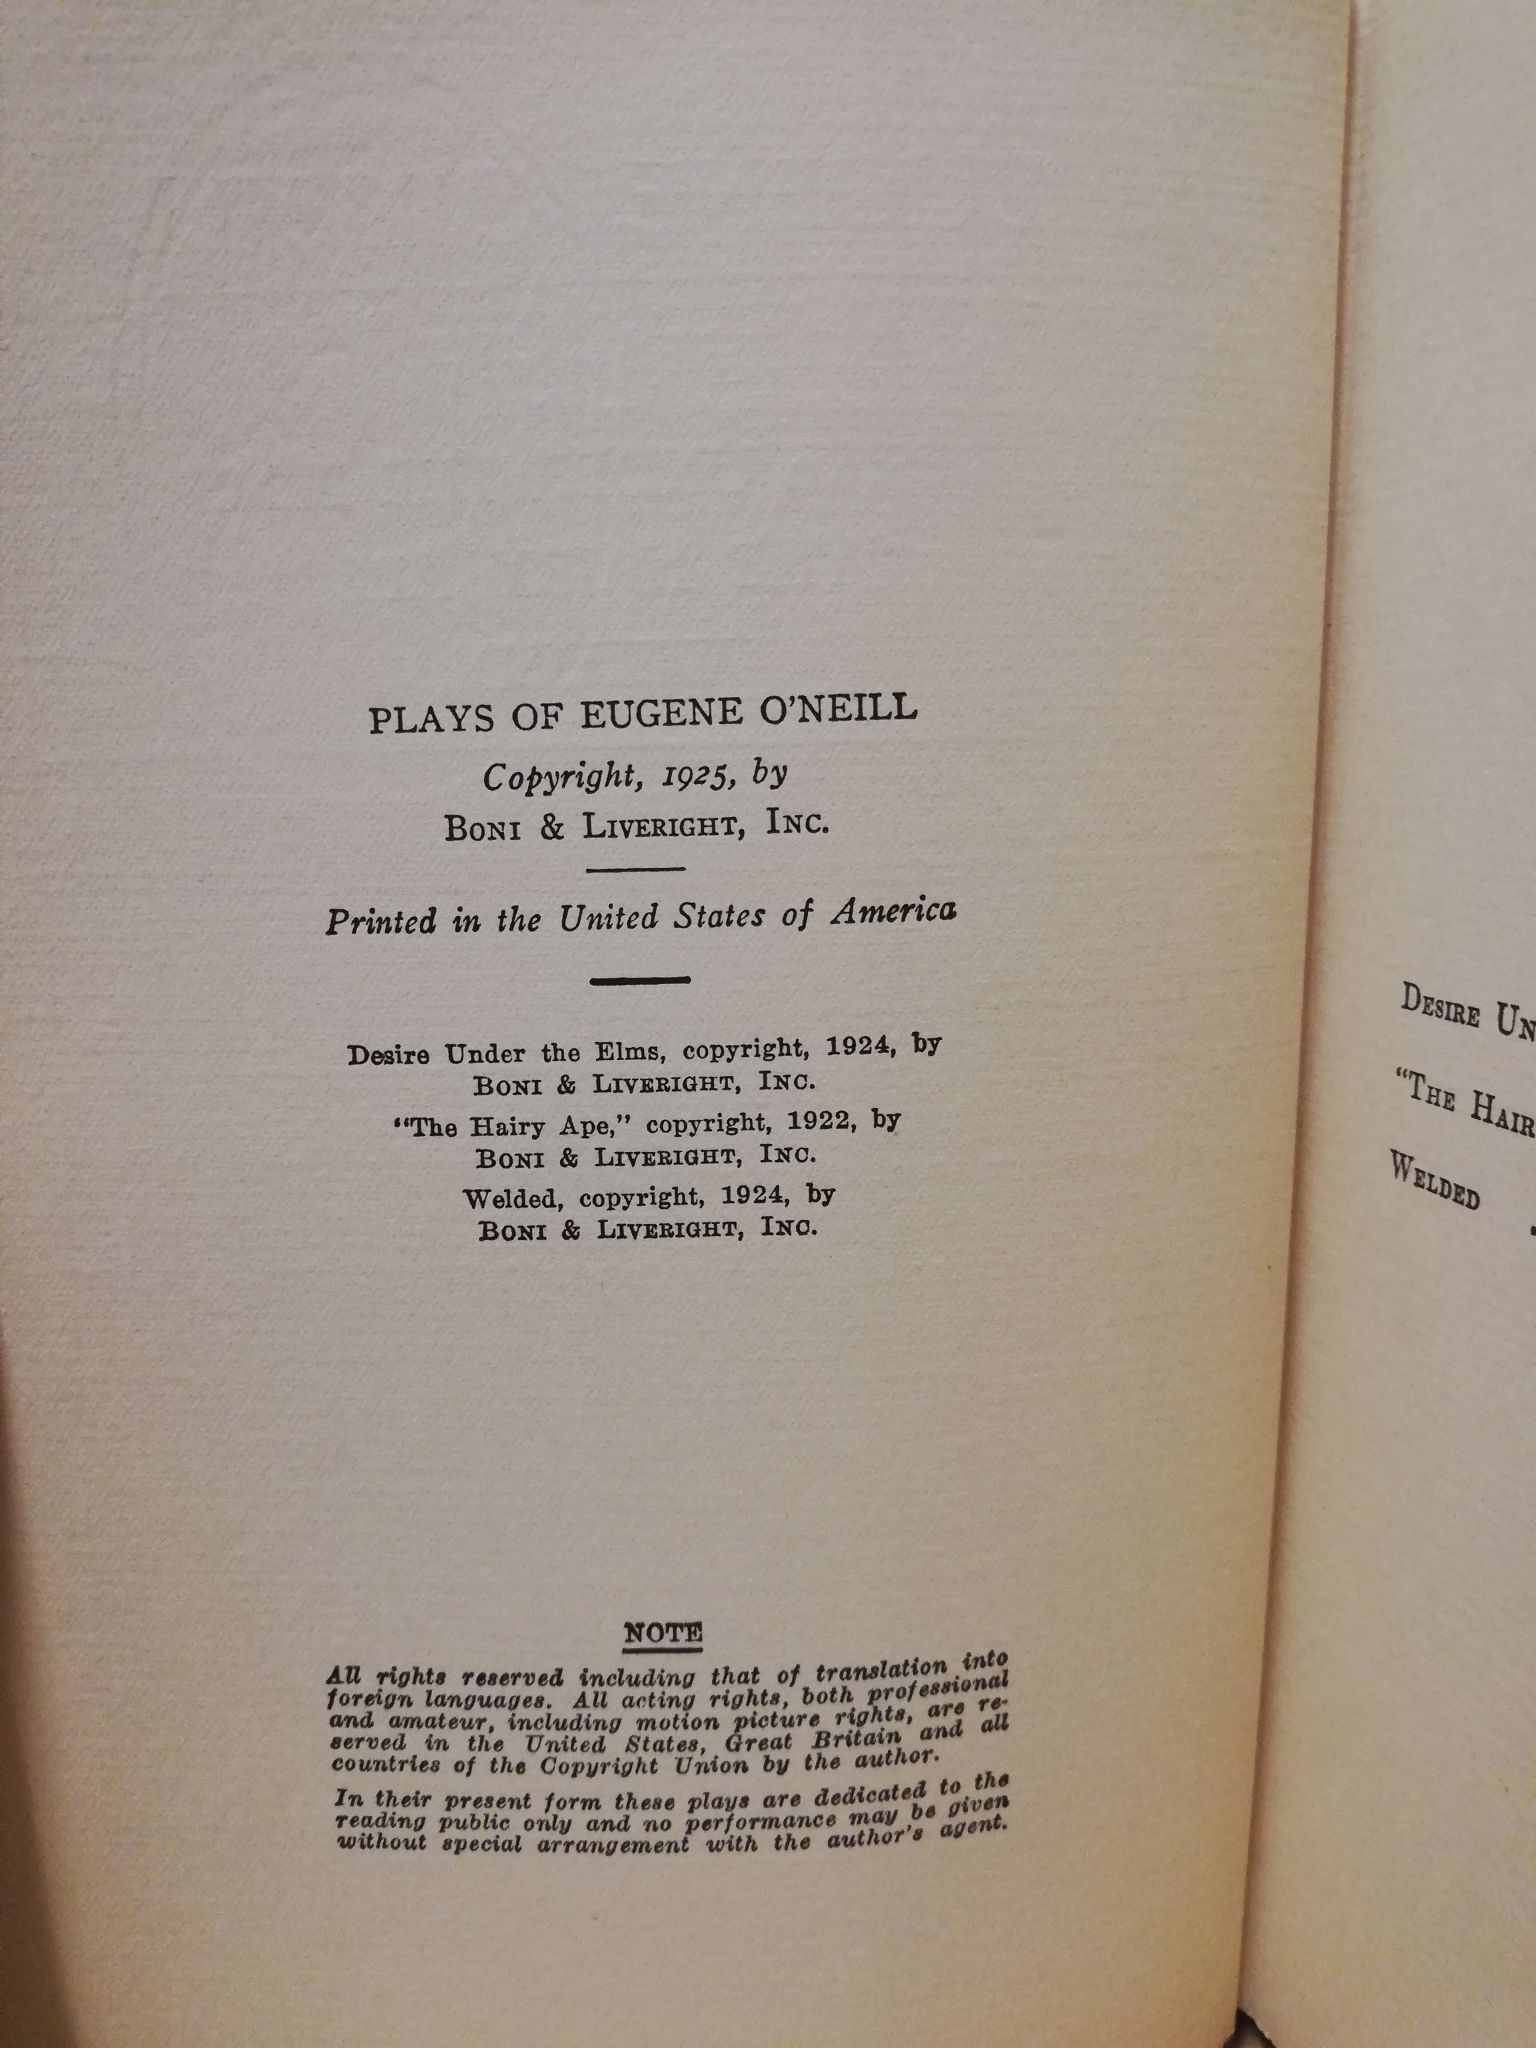 PLAYS OF EUGENE O'NEILL
Copyright, 1925, by
BONI & LIVERIGHT, INC.
Printed in the United States of America
Desire Under the Elms, copyright, 1924, by
BONI & LIVERIGHT, INC.
"The Hairy Ape," copyright, 1922, by
BONI & LIVERIGHT, INC.
Welded, copyright, 1924, by
BONI & LIVERIGHT, INC.
NOTE
All rights reserved including that of translation into
foreign languages. All acting rights, both professional
and amateur, including motion picture rights, are re-
served in the United States, Great Britain and all
countries of the Copyright Union by the author.
In their present form these plays are dedicated to the
reading public only and no performance may be given
without special arrangement with the author's agent.
DESIRE UN
"THE HAIR
WELDED